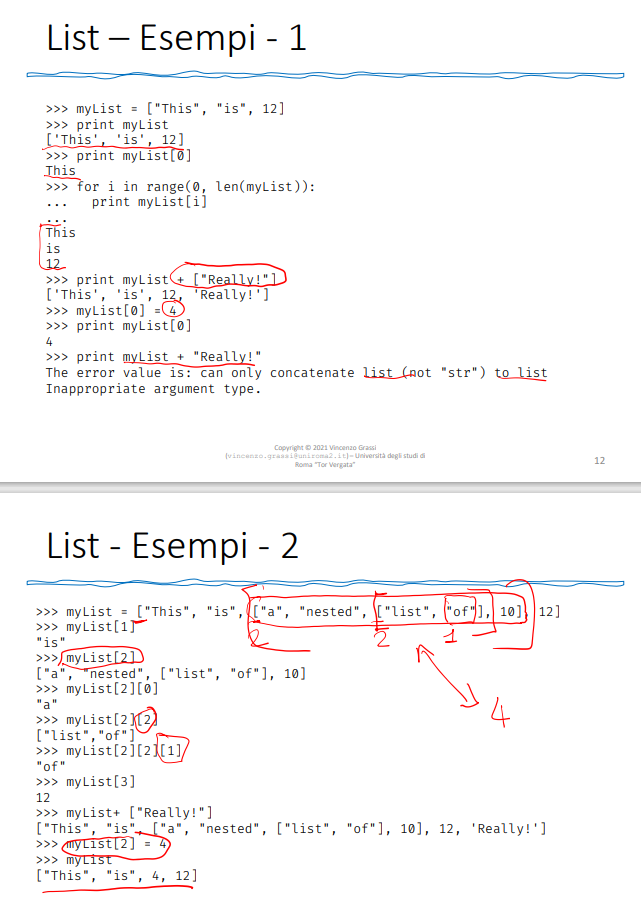 List – Esempi - 1
>>> myList = ["This", "is", 12]
>>> print myList
['This', 'is', 12]
>>> print myList[0]
This
>>> for i in range(0, len(myList)):
...   print myList[i]
...
This
is
12
>>> print myList + ["Really!"]
['This', 'is', 12, 'Really!']
>>> myList[0] = 4
>>> print myList[0]
4
>>> print myList + "Really!"
The error value is: can only concatenate list (not "str") to list
Inappropriate argument type.
Copyright © 2021 Vincenzo Grassi
[vincenzo.grassi@uniroma2.it]– Università degli studi di
Roma "Tor Vergata"
12
List - Esempi - 2
>>> myList = ["This", "is", ["a", "nested", ["list", "of"], 10], 12]
>>> myList[1]
"is"
2 2 1
>>> myList[2]
["a", "nested", ["list", "of"], 10]
>>> myList[2][0]
"a"
>>> myList[2][2]
4
["list","of"]
>>> myList[2][2][1]
"of"
>>> myList[3]
12
>>> myList+ ["Really!"]
["This", "is", ["a", "nested", ["list", "of"], 10], 12, 'Really!']
>>> myList[2] = 4
>>> myList
["This", "is", 4, 12]